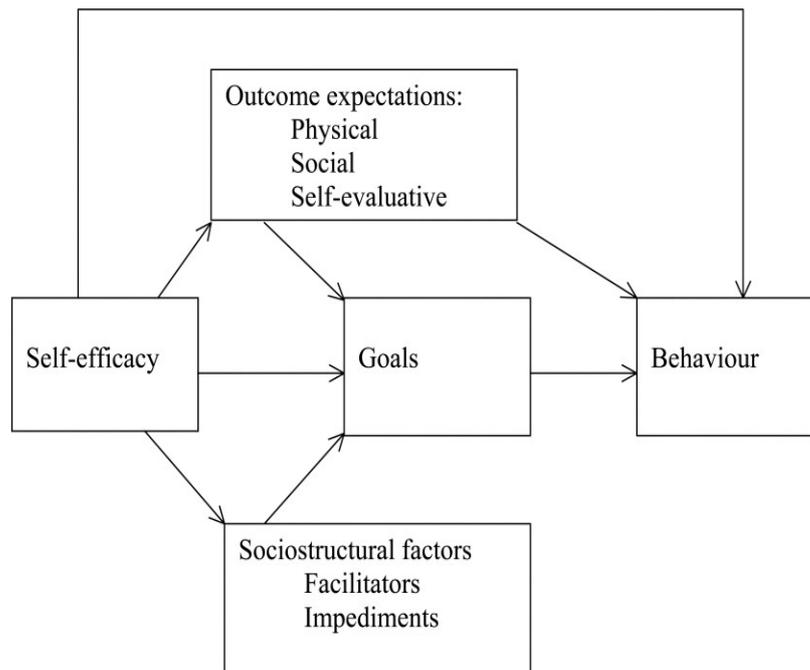 Outcome expectations:
Physical
Social
Self-evaluative
Self-efficacy
Goals
Behaviour
Sociostructural factors
Facilitators
Impediments